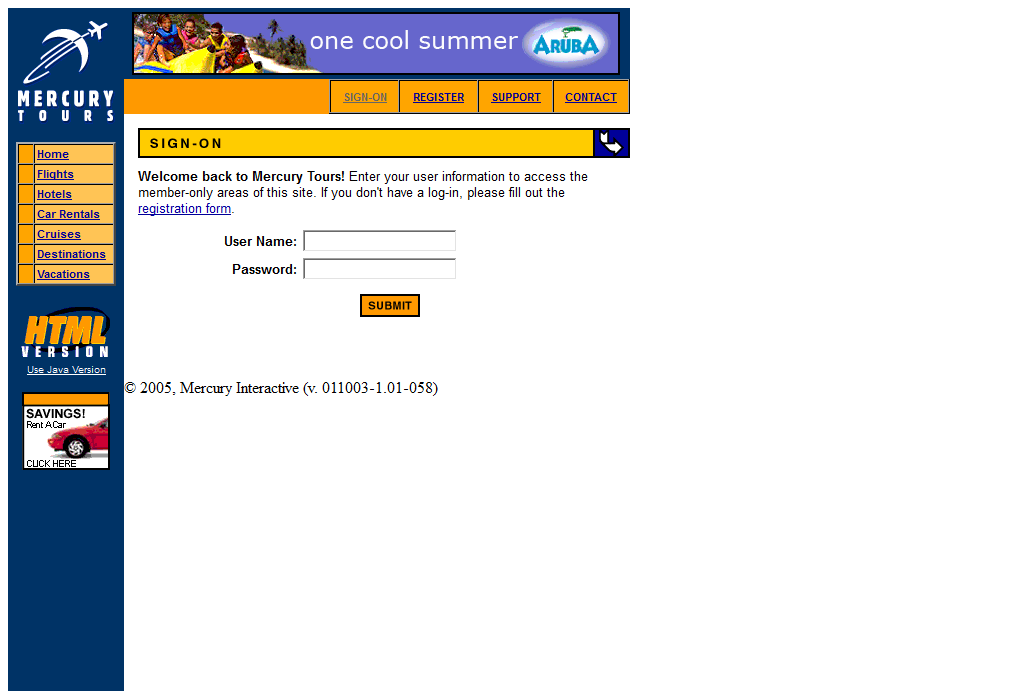 MERCURY
TOURS
one cool summer
ARUBA
SIGN-ON
REGISTER
SUPPORT
CONTACT
Home
Flights
Hotels
Car Rentals
Cruises
Destinations
Vacations
HTML
VERSION
Use Java Version
SAVINGS!
Rent A Car
CLICK HERE
SIGN-ON
Welcome back to Mercury Tours! Enter your user information to access the
member-only areas of this site. If you don't have a log-in, please fill out the
registration form.
User Name:
Password:
SUBMIT
© 2005, Mercury Interactive (v. 011003-1.01-058)